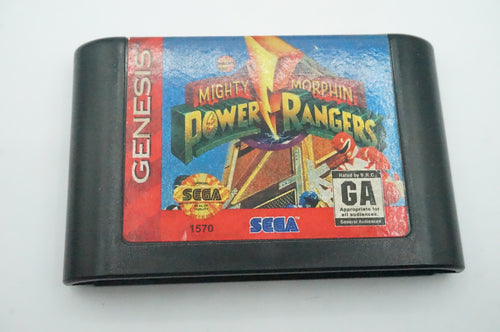 GENESIS
MIGHTY MORPHIN
POWER RANGERS
SEGA
1570
SEGA
Rated by V.R.C.
GA
Appropriate for
all audiences.
General Audiences